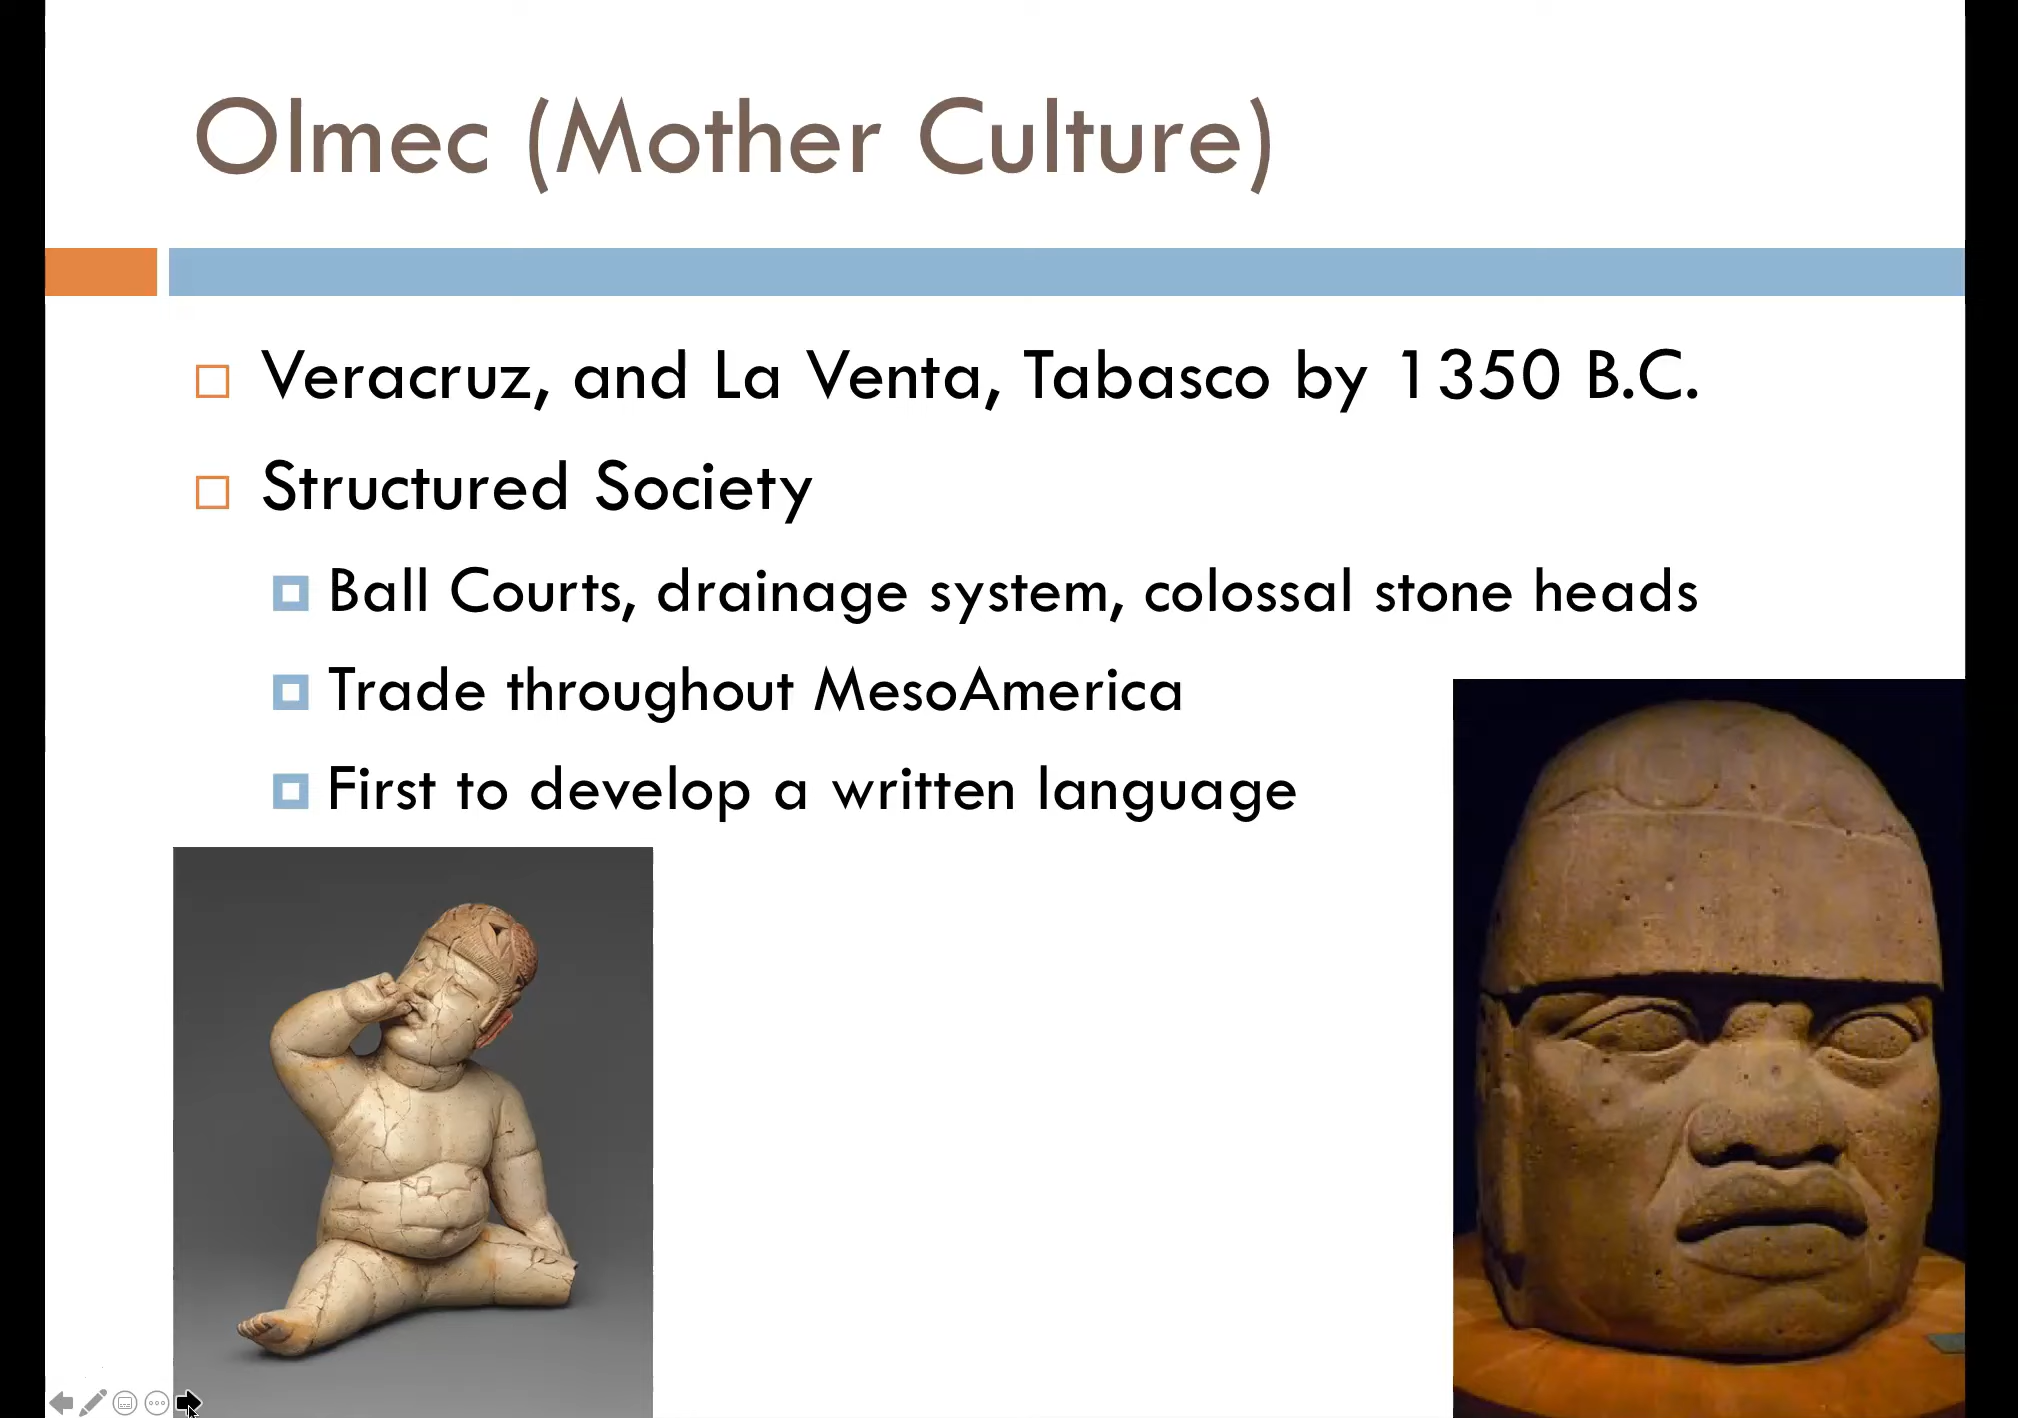 Olmec (Mother Culture)
Veracruz, and La Venta, Tabasco by 1350 B.C.
Structured Society
Ball Courts, drainage system, colossal stone heads
Trade throughout MesoAmerica
First to develop a written language